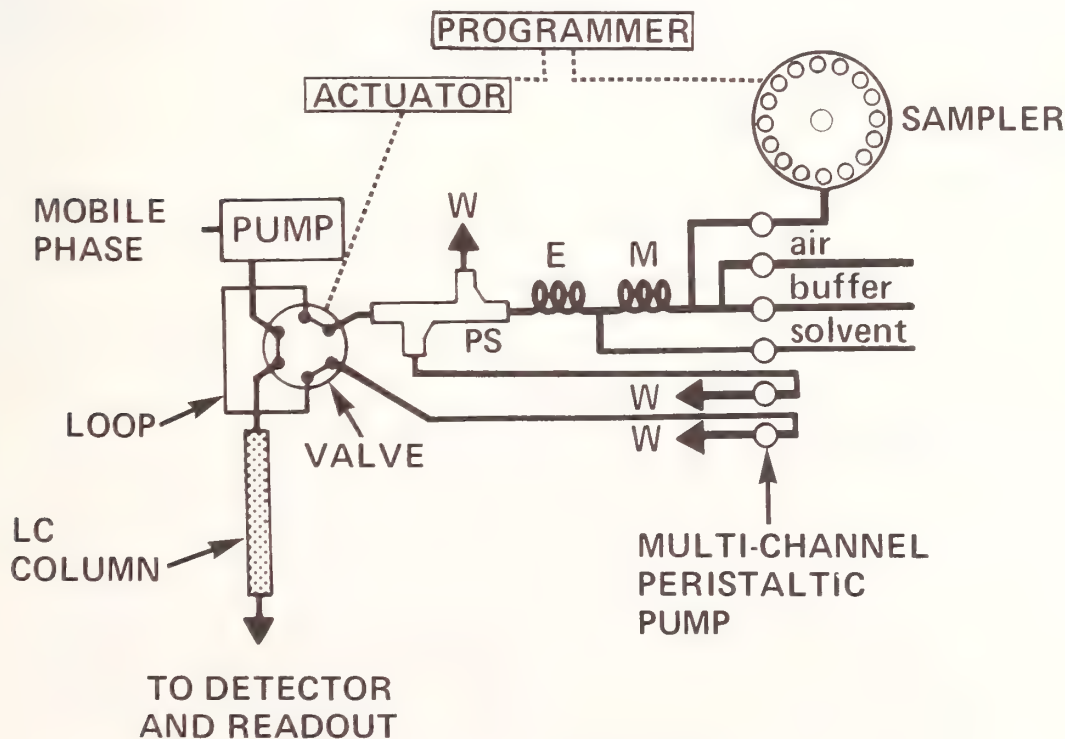 PROGRAMMER
ACTUATOR
SAMPLER
MOBILE
PHASE
PUMP
W
E
M
air
buffer
solvent
PS
W
W
LOOP
VALVE
LC
COLUMN
MULTI-CHANNEL
PERISTALTIC
PUMP
TO DETECTOR
AND READOUT